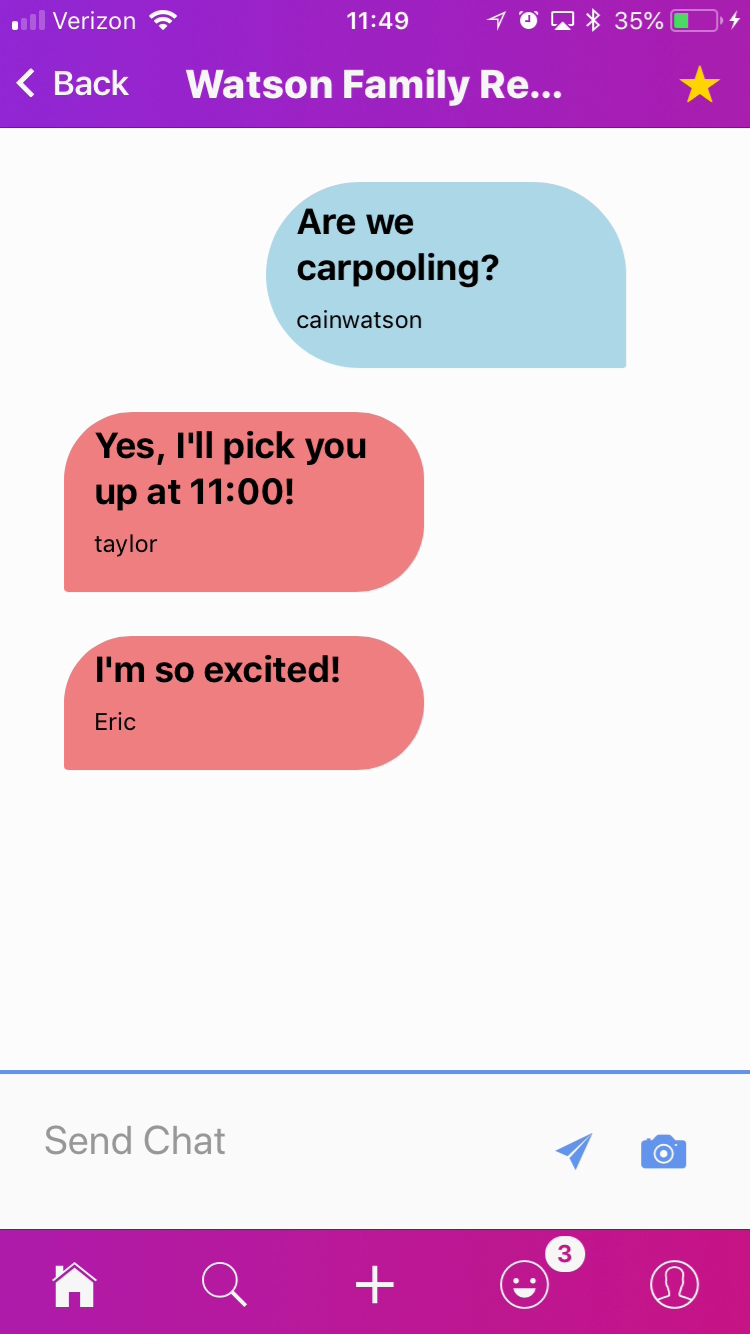 Verizon 11:49 35%
Back Watson Family Re...
Are we
carpooling?
cainwatson
Yes, I'll pick you
up at 11:00!
taylor
I'm so excited!
Eric
Send Chat
3